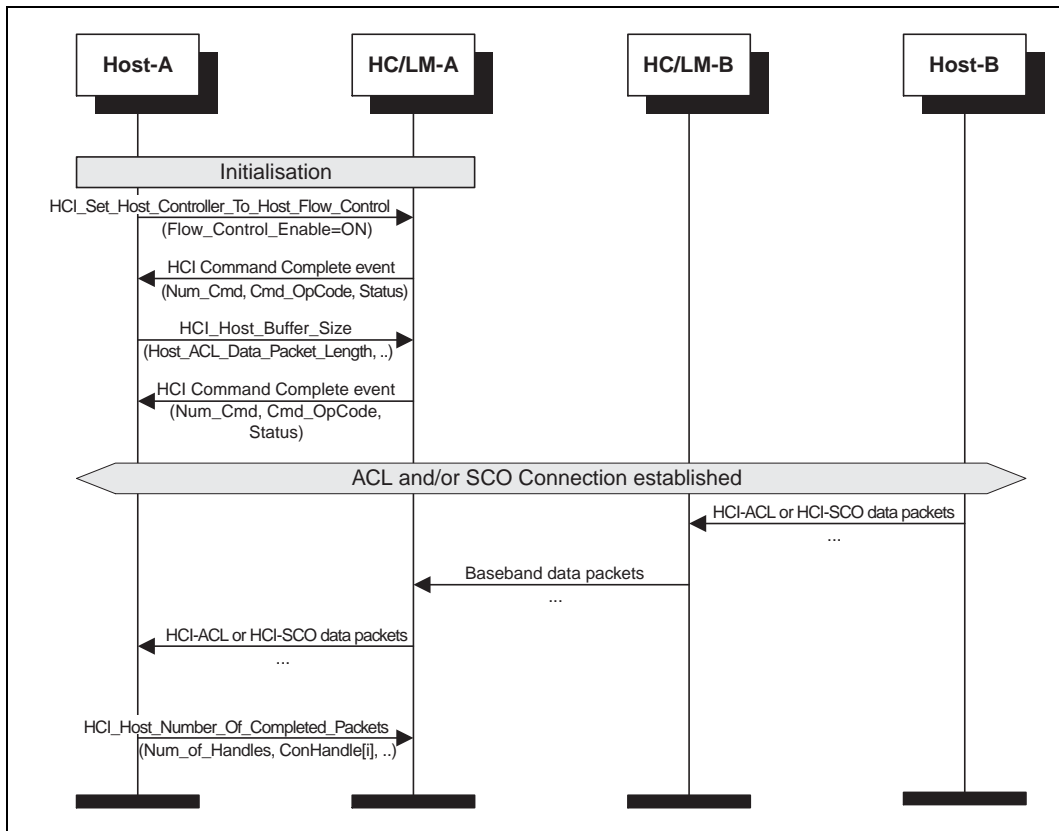 Host-A
HC/LM-A
HC/LM-B
Host-B
Initialisation
HCI_Set_Host_Controller_To_Host_Flow_Control
(Flow_Control_Enable=ON)
HCI Command Complete event
(Num_Cmd, Cmd_OpCode, Status)
HCI_Host_Buffer_Size
(Host_ACL_Data_Packet_Length, ..)
HCI Command Complete event
(Num_Cmd, Cmd_OpCode,
Status)
ACL and/or SCO Connection established
HCI-ACL or HCI-SCO data packets
...
Baseband data packets
...
HCI-ACL or HCI-SCO data packets
...
HCI_Host_Number_Of_Completed_Packets
(Num_of_Handles, ConHandle[i], ..)